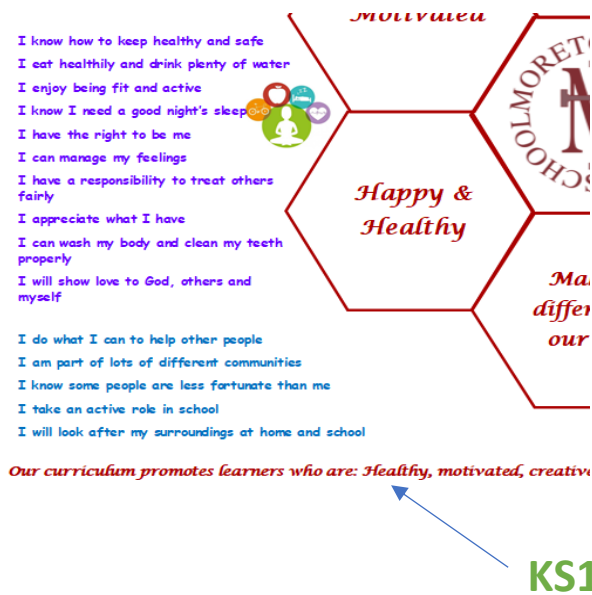 Motivated
I know how to keep healthy and safe
I eat healthily and drink plenty of water
I enjoy being fit and active
I know I need a good night's sleep
I have the right to be me
I can manage my feelings
I have a responsibility to treat others
fairly
I appreciate what I have
I can wash my body and clean my teeth
properly
I will show love to God, others and
myself
Happy &
Healthy
I do what I can to help other people
I am part of lots of different communities
I know some people are less fortunate than me
I take an active role in school
I will look after my surroundings at home and school
our
Our curriculum promotes learners who are: Healthy, motivated, creative
KS1